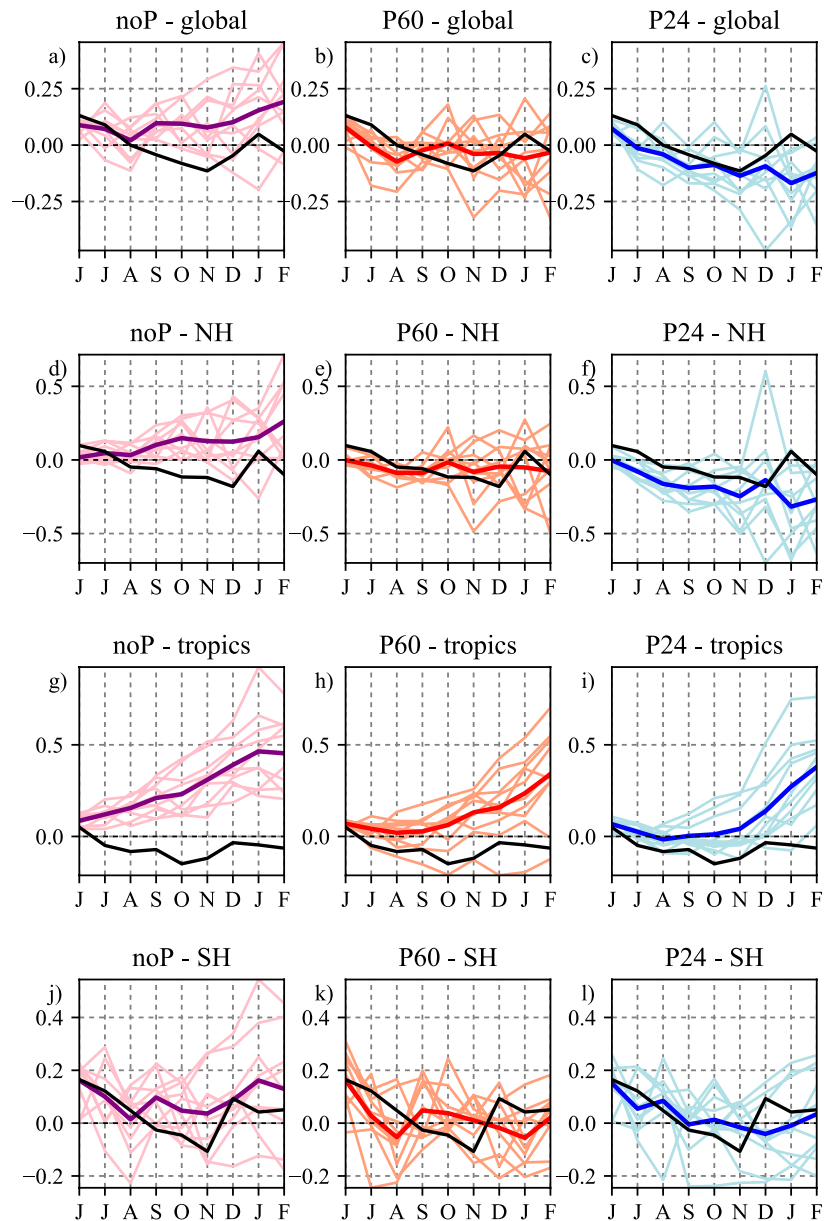 noP - global P60 - global P24 - global
a) b) c)
0.25 0.25 0.25
0.00 0.00 0.00
−0.25 −0.25 −0.25
J J A S O N D J F J J A S O N D J F J J A S O N D J F
noP - NH P60 - NH P24 - NH
d) e) f)
0.5 0.5 0.5
0.0 0.0 0.0
−0.5 −0.5 −0.5
J J A S O N D J F J J A S O N D J F J J A S O N D J F
noP - tropics P60 - tropics P24 - tropics
g) h) i)
0.5 0.5 0.5
0.0 0.0 0.0
J J A S O N D J F J J A S O N D J F J J A S O N D J F
noP - SH P60 - SH P24 - SH
j) k) l)
0.4 0.4 0.4
0.2 0.2 0.2
0.0 0.0 0.0
−0.2 −0.2 −0.2
J J A S O N D J F J J A S O N D J F J J A S O N D J F